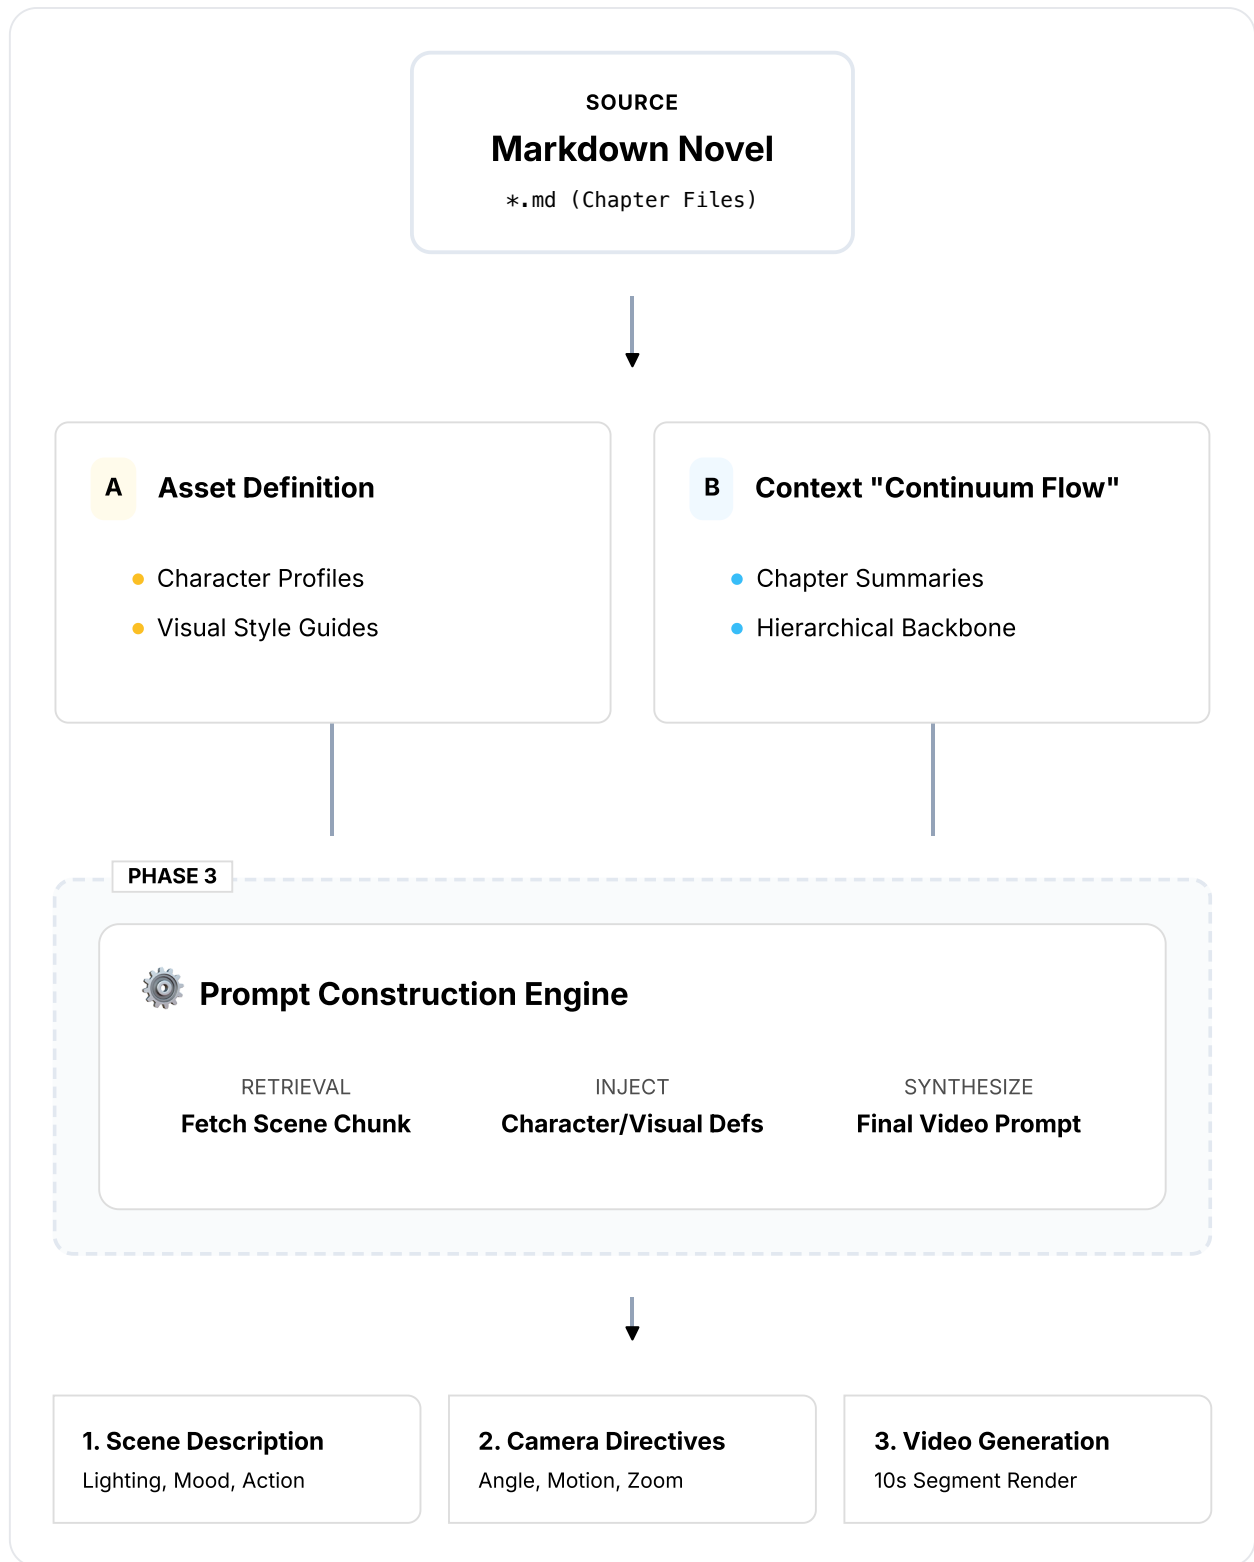 SOURCE
Markdown Novel
*.md (Chapter Files)
A
Asset Definition
Character Profiles
Visual Style Guides
B
Context "Continuum Flow"
Chapter Summaries
Hierarchical Backbone
PHASE 3
Prompt Construction Engine
RETRIEVAL
Fetch Scene Chunk
INJECT
Character/Visual Defs
SYNTHESIZE
Final Video Prompt
1. Scene Description
Lighting, Mood, Action
2. Camera Directives
Angle, Motion, Zoom
3. Video Generation
10s Segment Render